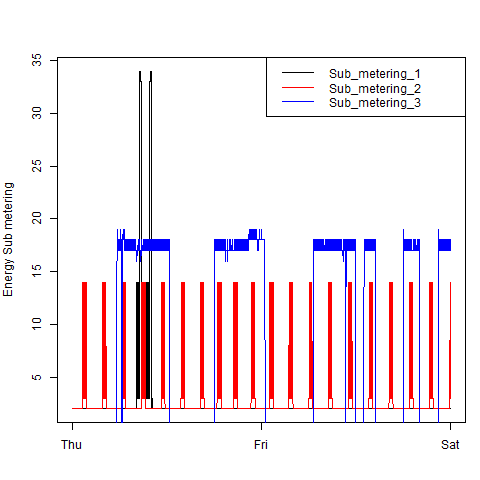 Sub_metering_1
Sub_metering_2
Sub_metering_3
Energy Sub metering
35
30
25
20
15
10
5
Thu Fri Sat